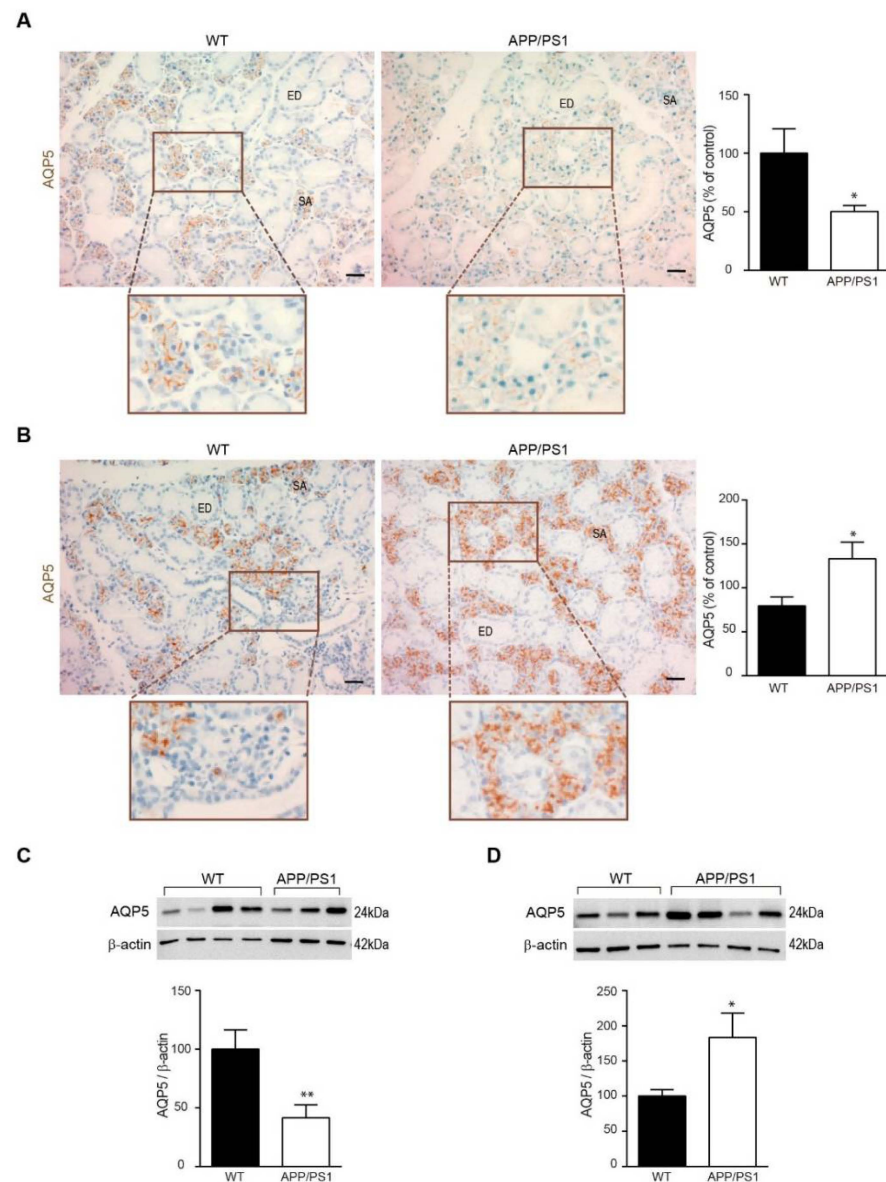 A
WT
APP/PS1
AQP5
ED
SA
ED
SA
AQP5 (% of control)
150
100
50
0
*
WT
APP/PS1
B
WT
APP/PS1
AQP5
ED
SA
SA
ED
AQP5 (% of control)
200
150
100
50
0
*
WT
APP/PS1
C
WT
APP/PS1
AQP5
24kDa
β-actin
42kDa
AQP5 / β-actin
150
100
50
0
**
WT
APP/PS1
D
WT
APP/PS1
AQP5
24kDa
β-actin
42kDa
AQP5 / β-actin
250
200
150
100
50
0
*
WT
APP/PS1